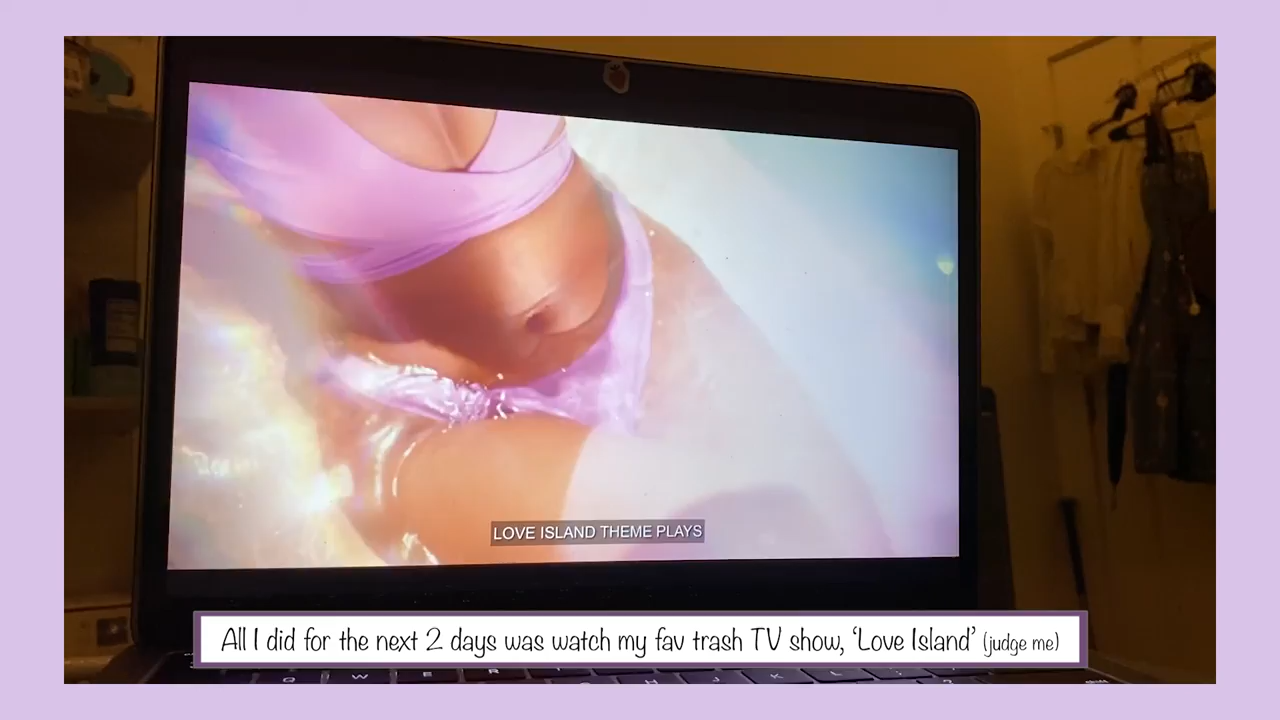 LOVE ISLAND THEME PLAYS
All I did for the next 2 days was watch my fav trash TV show, ‘Love Island’ (judge me)
Q W E R H J K L ?